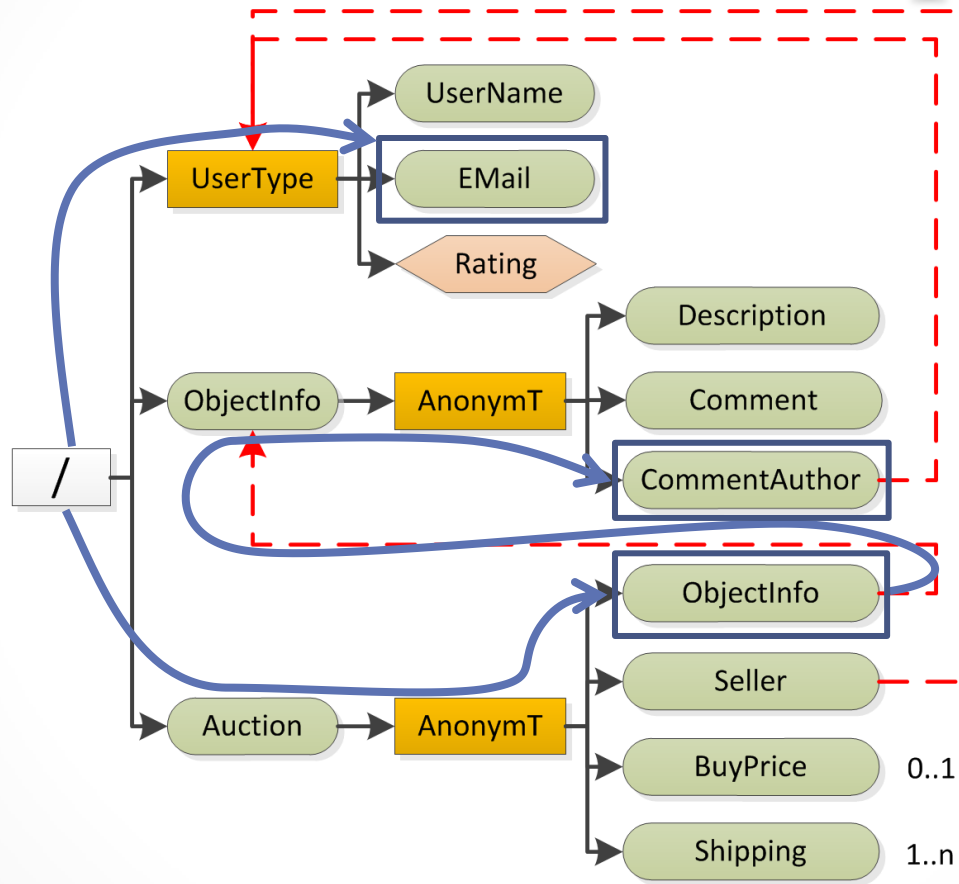 UserName
UserType
EMail
Rating
Description
ObjectInfo
AnonymT
Comment
/
CommentAuthor
ObjectInfo
Seller
Auction
AnonymT
BuyPrice
0..1
Shipping
1..n